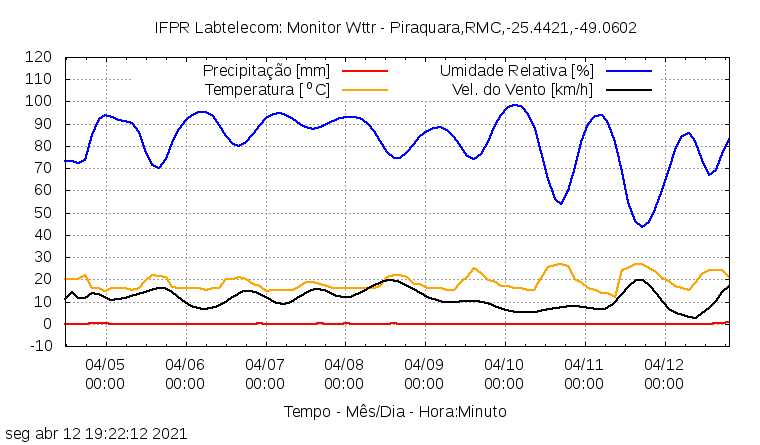 IFPR Labtelecom: Monitor Wttr - Piraquara,RMC,-25.4421,-49.0602
120
110
100
90
80
70
60
50
40
30
20
10
0
-10
Precipitação [mm]
Temperatura [⁰C]
Umidade Relativa [%]
Vel. do Vento [km/h]
04/05 04/06 04/07 04/08 04/09 04/10 04/11 04/12
00:00 00:00 00:00 00:00 00:00 00:00 00:00 00:00
Tempo - Mês/Dia - Hora:Minuto
seg abr 12 19:22:12 2021